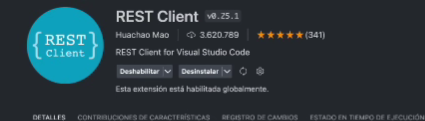 {REST}
Client
REST Client v0.25.1
Huachao Mao 3.620.789 ★★★★★(341)
REST Client for Visual Studio Code
Deshabilitar Desinstalar
Esta extensión está habilitada globalmente.
DETALLES CONTRIBUCIONES DE CARACTERÍSTICAS REGISTRO DE CAMBIOS ESTADO EN TIEMPO DE EJECUCIÓN